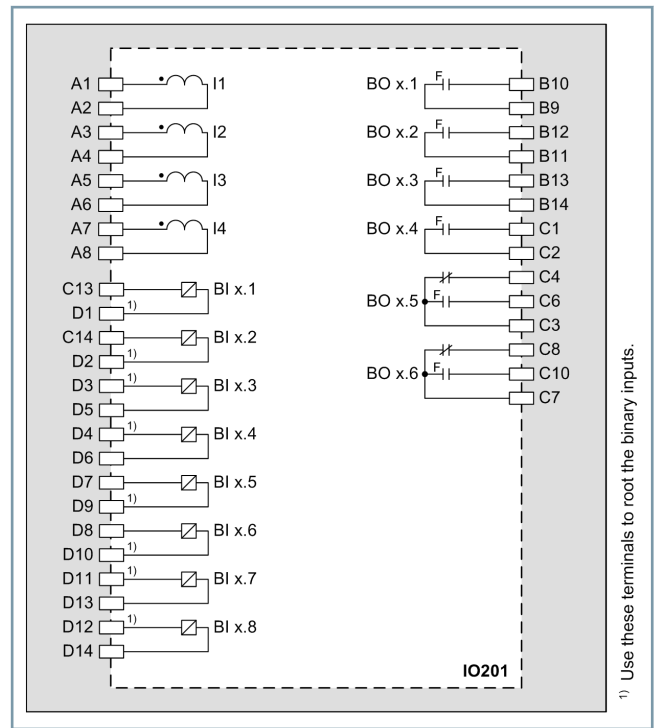 A1 I1 BO x.1 F B10
A2 B9
A3 I2 BO x.2 F B12
A4 B11
A5 I3 BO x.3 F B13
A6 B14
A7 I4 BO x.4 F C1
A8 C2
C4
C13 BI x.1 BO x.5 F C6
D1 1) C3
C14 BI x.2 C8
D2 1) BO x.6 F C10
D3 1) BI x.3 C7
D5
D4 1) BI x.4
D6
D7 BI x.5
D9 1)
D8 BI x.6
D10 1)
D11 1) BI x.7
D13
D12 1) BI x.8
D14
IO201
1) Use these terminals to root the binary inputs.